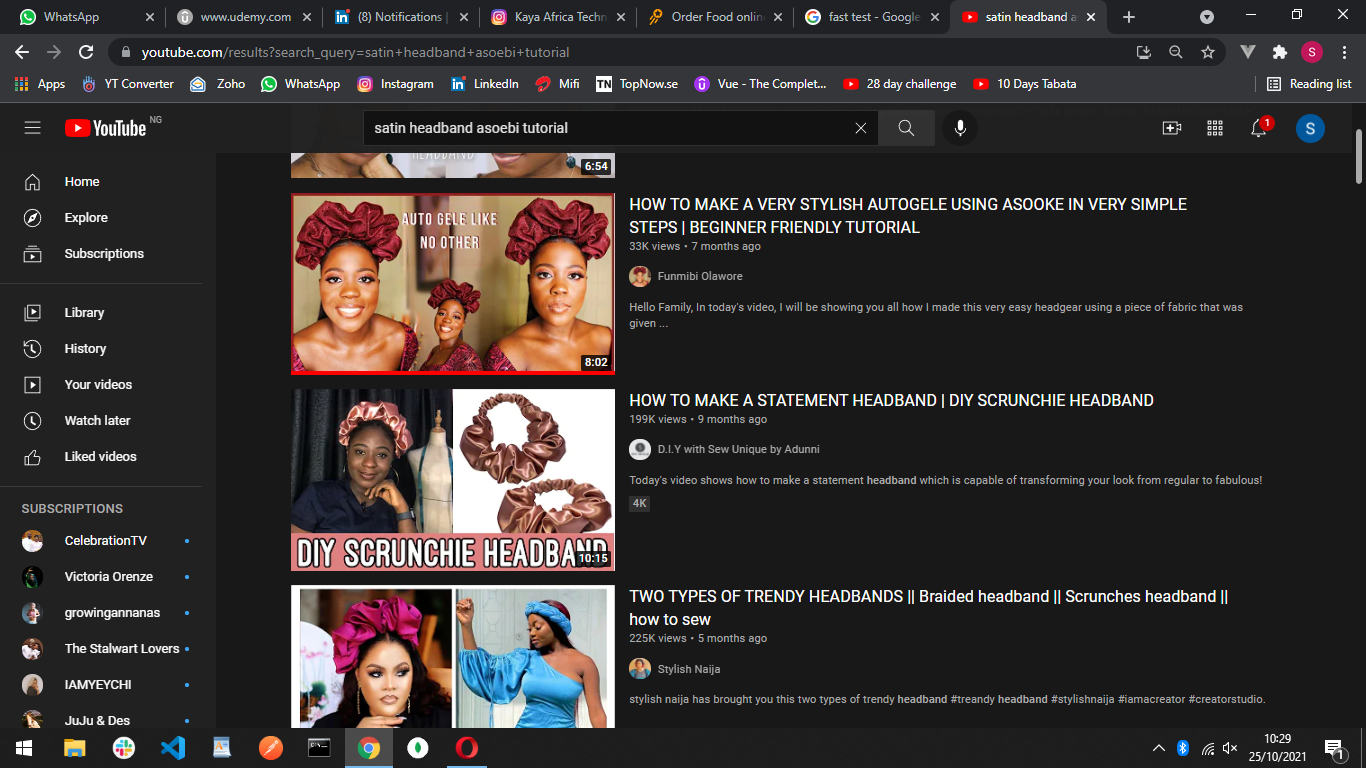 WhatsApp
www.udemy.com
(8) Notifications |
Kaya Africa Techn
Order Food onlin
fast test - Google
satin headband a
youtube.com/results?search_query=satin+headband+asoebi+tutorial
Apps
YT Converter
Zoho
WhatsApp
Instagram
LinkedIn
Mifi
TN TopNow.se
Vue - The Complet...
28 day challenge
10 Days Tabata
Reading list
S
YouTube NG
satin headband asoebi tutorial
1
S
Home
Explore
Subscriptions
Library
History
Your videos
Watch later
Liked videos
SUBSCRIPTIONS
CelebrationTV
Victoria Orenze
growingannanas
The Stalwart Lovers
IAMYEYCHI
JuJu & Des
HEADBAND
6:54
AUTO GELE LIKE
NO OTHER
8:02
HOW TO MAKE A VERY STYLISH AUTOGELE USING ASOOKE IN VERY SIMPLE
STEPS | BEGINNER FRIENDLY TUTORIAL
33K views • 7 months ago
Funmibi Olawore
Hello Family, In today's video, I will be showing you all how I made this very easy headgear using a piece of fabric that was
given ...
DIY SCRUNCHIE HEADBAND
10:15
HOW TO MAKE A STATEMENT HEADBAND | DIY SCRUNCHIE HEADBAND
199K views • 9 months ago
D.I.Y with Sew Unique by Adunni
Today's video shows how to make a statement headband which is capable of transforming your look from regular to fabulous!
4K
TWO TYPES OF TRENDY HEADBANDS || Braided headband || Scrunches headband ||
how to sew
225K views • 5 months ago
Stylish Naija
stylish naija has brought you this two types of trendy headband #treandy headband #stylishnaija #iamacreator #creatorstudio.
10:29
25/10/2021
1